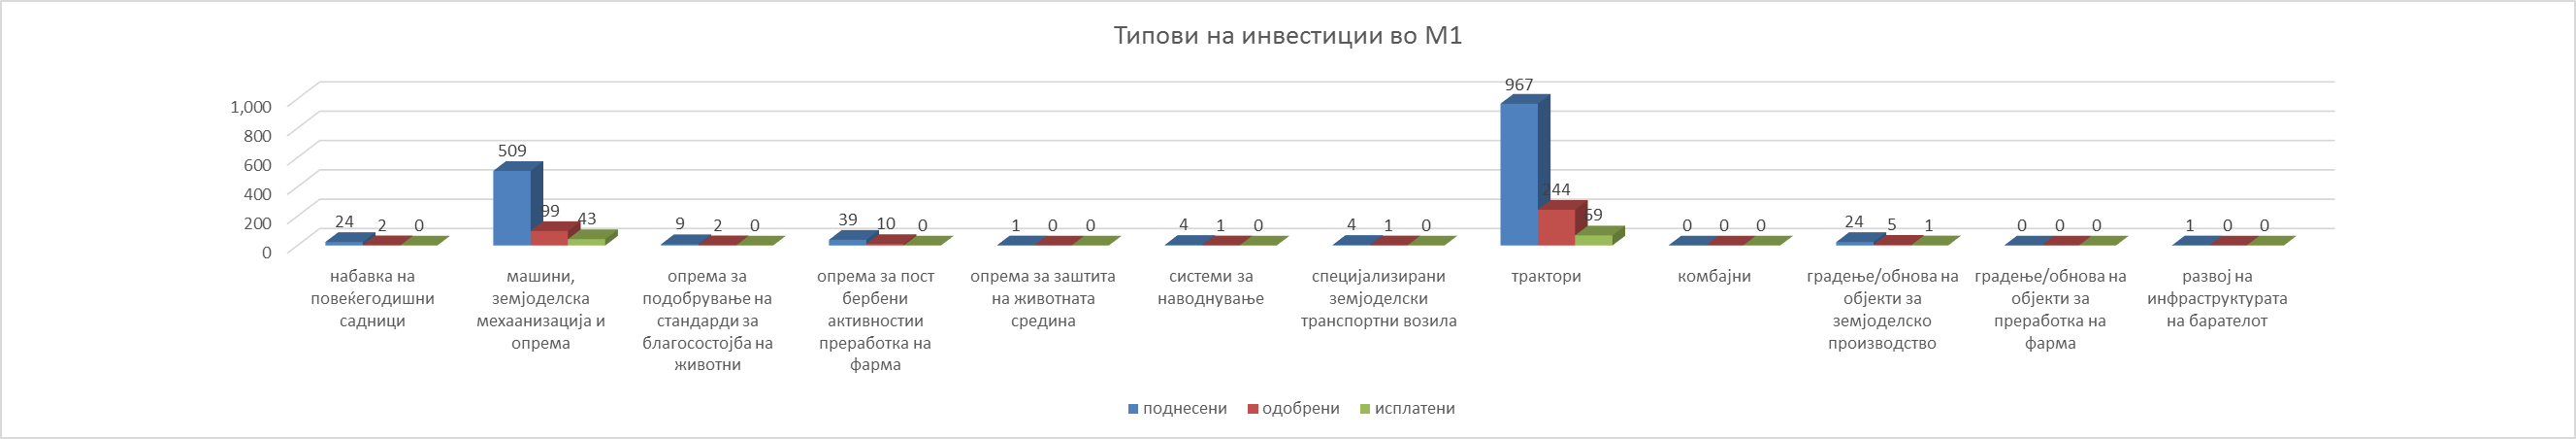 Типови на инвестиции во М1
1,000
800
600
400
200
0
24 2 0
509 99 43
9 2 0
39 10 0
1 0 0
4 1 0
4 1 0
967 244 69
0 0 0
24 5 1
0 0 0
1 0 0
набавка на
повеќегодишни
садници
машини,
земјоделска
мехаанизација и
опрема
опрема за
подобрување на
стандарди за
благосостојба на
животни
опрема за пост
бербени
активностии
преработка на
фарма
опрема за заштита
на животната
средина
системи за
наводнување
специјализирани
земјоделски
транспортни возила
трактори
комбајни
градење/обнова на
објекти за
земјоделско
производство
градење/обнова на
објекти за
преработка на
фарма
развој на
инфраструктурата
на барателот
поднесени одобрени исплатени